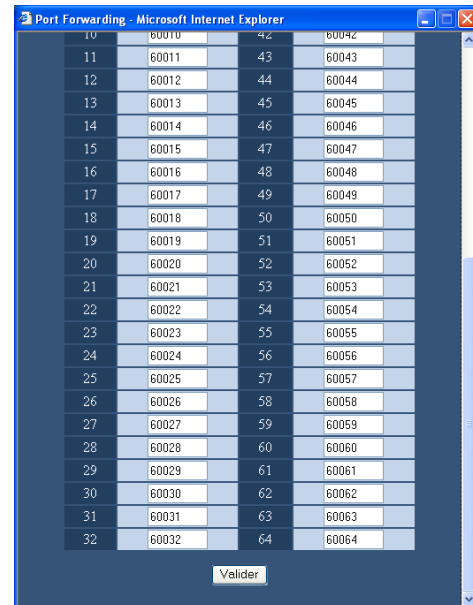 Port Forwarding - Microsoft Internet Explorer
10 60010 42 60042
11 60011 43 60043
12 60012 44 60044
13 60013 45 60045
14 60014 46 60046
15 60015 47 60047
16 60016 48 60048
17 60017 49 60049
18 60018 50 60050
19 60019 51 60051
20 60020 52 60052
21 60021 53 60053
22 60022 54 60054
23 60023 55 60055
24 60024 56 60056
25 60025 57 60057
26 60026 58 60058
27 60027 59 60059
28 60028 60 60060
29 60029 61 60061
30 60030 62 60062
31 60031 63 60063
32 60032 64 60064
Valider